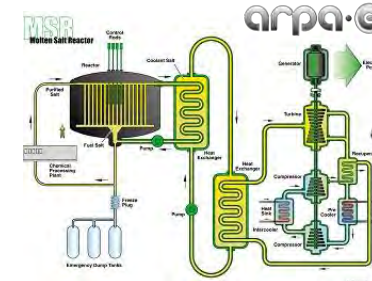 MSR
Molten Salt Reactor
arpa·e
Control
Rods
Reactor
Coolant Salt
Generator
Purified
Salt
Fuel Salt
Pump
Chemical
Processing
Plant
Heat
Exchanger
Turbine
Heat
Exchanger
Freeze
Plug
Pump
Compressor
Heat
Sink
Pre
Cooler
Intercooler
Compressor
Emergency Dump Tanks